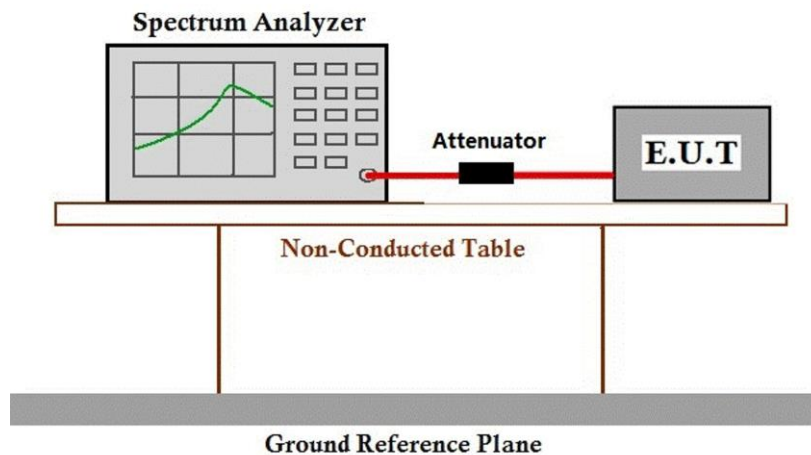 Spectrum Analyzer
Attenuator
E.U.T
Non-Conducted Table
Ground Reference Plane